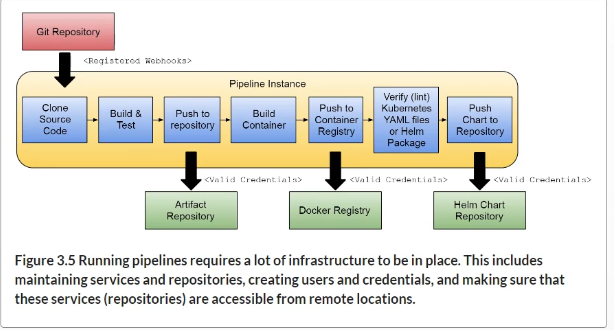 Git Repository
<Registered Webhooks>
Pipeline Instance
Clone
Source
Code
Build &
Test
Push to
repository
Build
Container
Push to
Container
Registry
Verify (lint)
Kubernetes
YAML files
or Helm
Package
Push
Chart to
Repository
<Valid Credentials>
<Valid Credentials>
<Valid Credentials>
Artifact
Repository
Docker Registry
Helm Chart
Repository
Figure 3.5 Running pipelines requires a lot of infrastructure to be in place. This includes
maintaining services and repositories, creating users and credentials, and making sure that
these services (repositories) are accessible from remote locations.